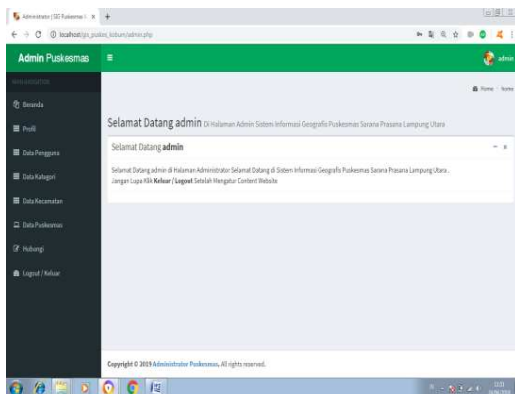 Administrator | SIG Puskesmas
localhost/gis_puskes_kotbum/admin.php
Admin Puskesmas
admin
Home
home
Beranda
Profil
Data Pengguna
Data Kategori
Data Kecamatan
Data Puskesmas
Hubungi
Logout / Keluar
Selamat Datang admin Di Halaman Admin Sistem Informasi Geografis Puskesmas Sarana Prasana Lampung Utara
Selamat Datang admin
Selamat Datang admin di Halaman Administrator Selamat Datang di Sistem Informasi Geografis Puskesmas Sarana Prasana Lampung Utara .
Jangan Lupa Klik Keluar / Logout Setelah Mengatur Content Website
Copyright © 2019 Administrator Puskesmas. All rights reserved.